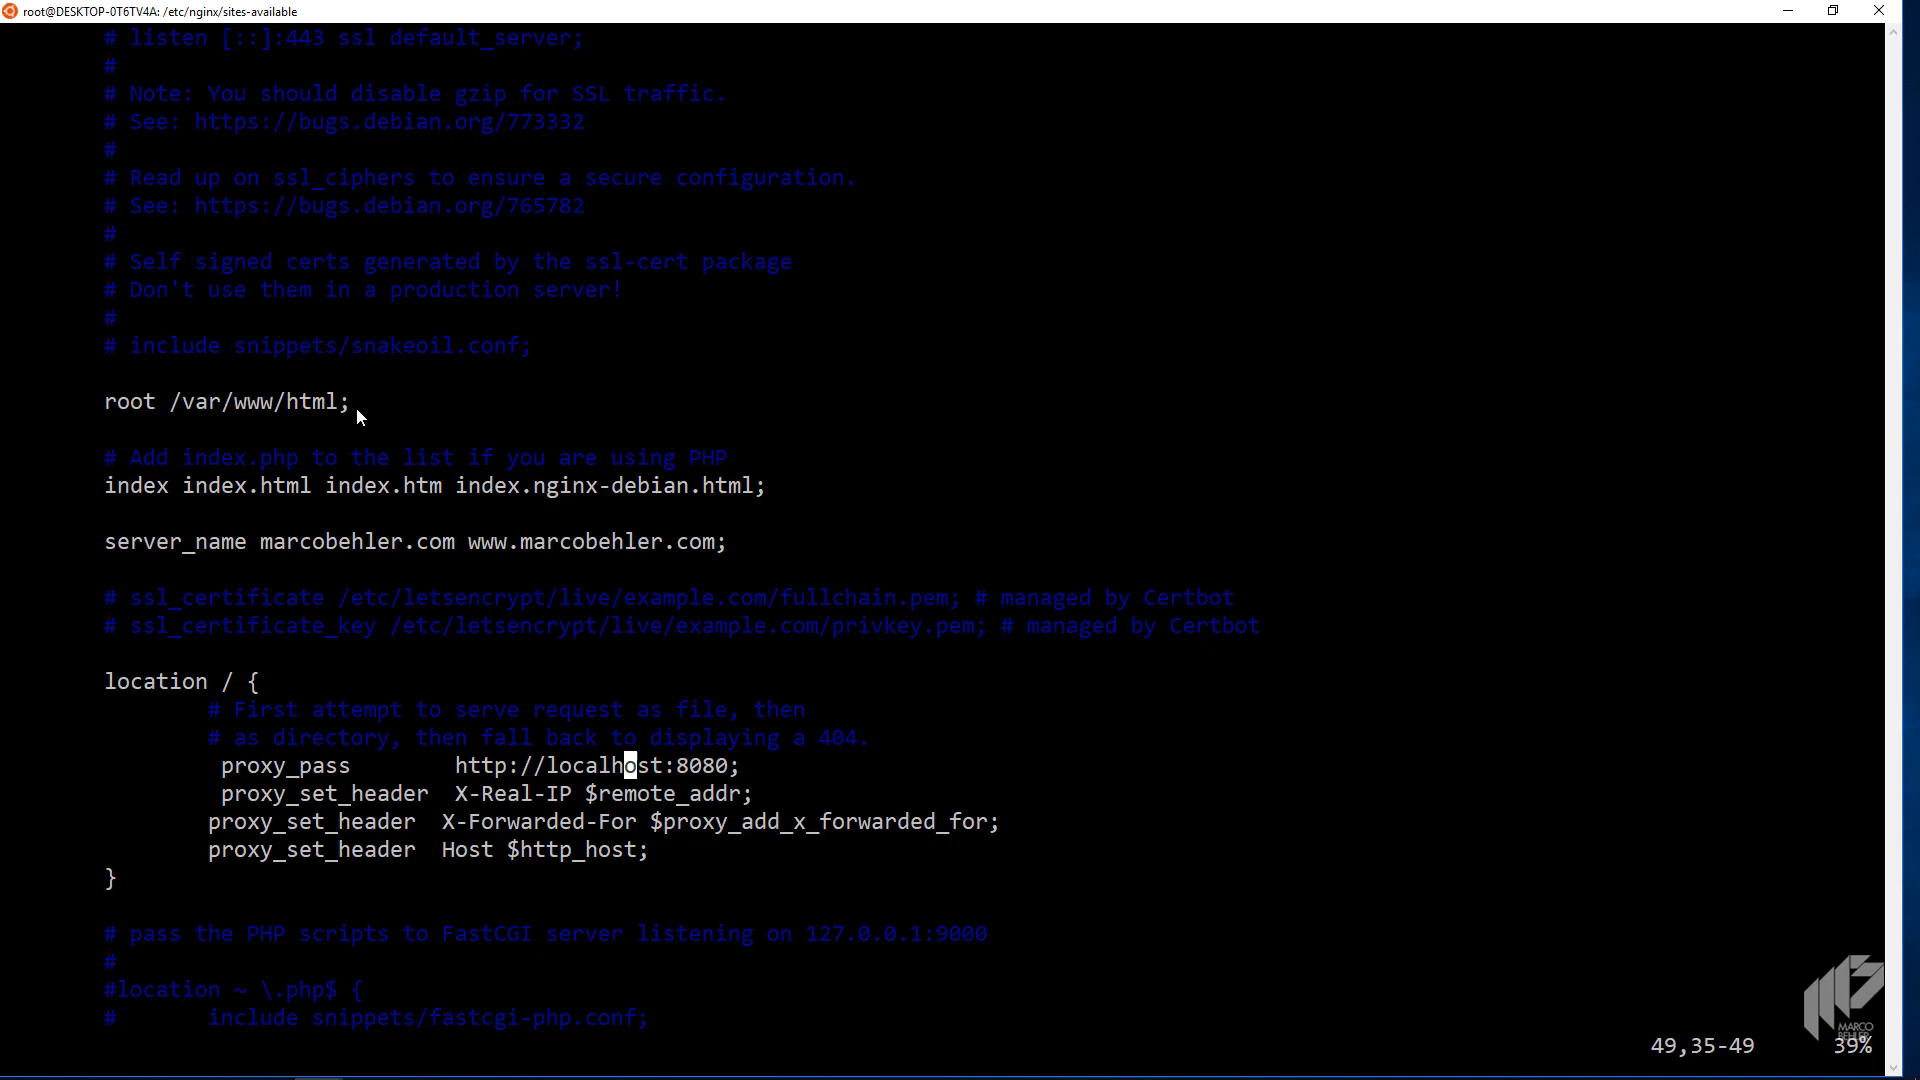 root@DESKTOP-0T6TV4A: /etc/nginx/sites-available
# listen [::]:443 ssl default_server;
#
# Note: You should disable gzip for SSL traffic.
# See: https://bugs.debian.org/773332
#
# Read up on ssl_ciphers to ensure a secure configuration.
# See: https://bugs.debian.org/765782
#
# Self signed certs generated by the ssl-cert package
# Don't use them in a production server!
#
# include snippets/snakeoil.conf;
root /var/www/html;
# Add index.php to the list if you are using PHP
index index.html index.htm index.nginx-debian.html;
server_name marcobehler.com www.marcobehler.com;
# ssl_certificate /etc/letsencrypt/live/example.com/fullchain.pem; # managed by Certbot
# ssl_certificate_key /etc/letsencrypt/live/example.com/privkey.pem; # managed by Certbot
location / {
# First attempt to serve request as file, then
# as directory, then fall back to displaying a 404.
proxy_pass http://localhost:8080;
proxy_set_header X-Real-IP $remote_addr;
proxy_set_header X-Forwarded-For $proxy_add_x_forwarded_for;
proxy_set_header Host $http_host;
}
# pass the PHP scripts to FastCGI server listening on 127.0.0.1:9000
#
#location ~ \.php$ {
# include snippets/fastcgi-php.conf;
MARCO
BEHLER
49,35-49 39%